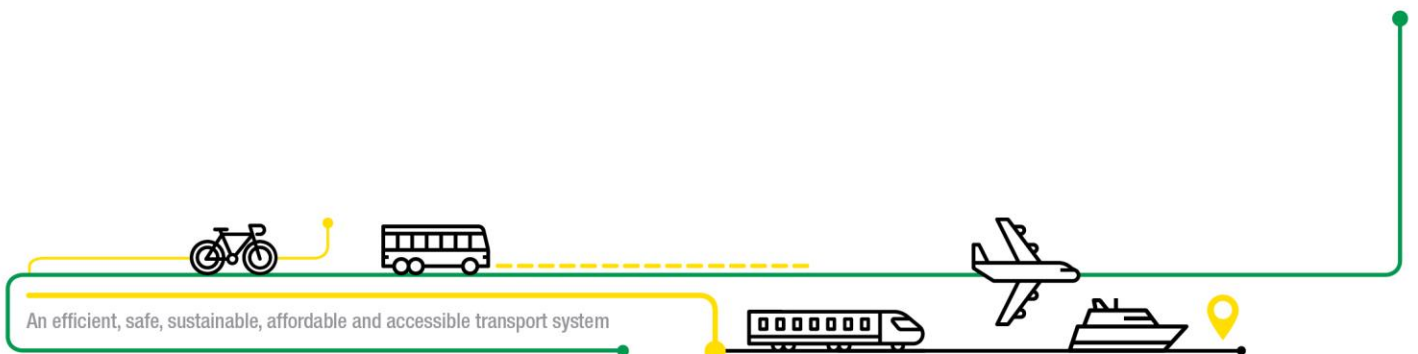 An efficient, safe, sustainable, affordable and accessible transport system